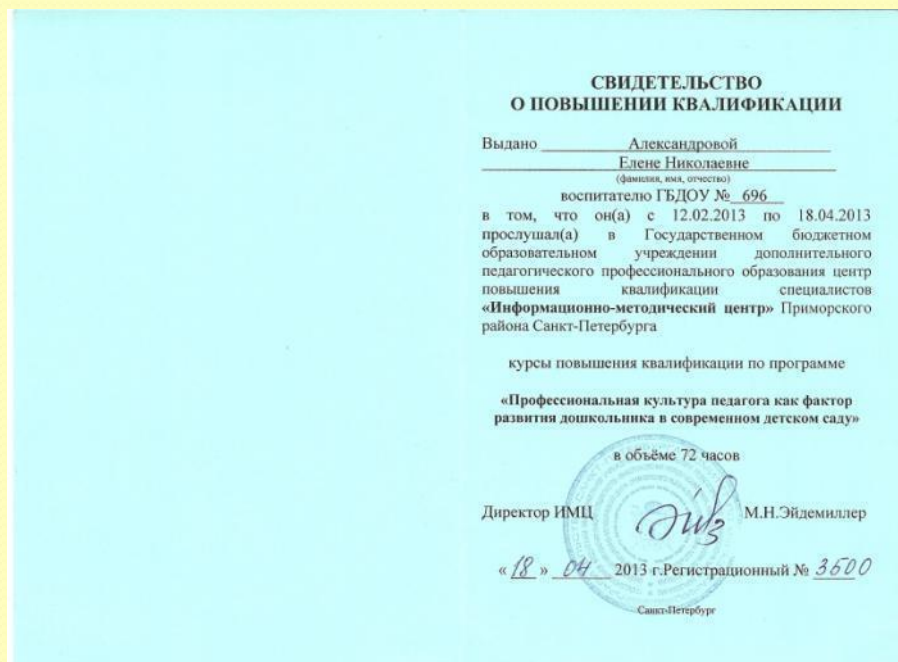 СВИДЕТЕЛЬСТВО
О ПОВЫШЕНИИ КВАЛИФИКАЦИИ
Выдано Александровой
Елене Николаевне
(фамилия, имя, отчество)
воспитателю ГБДОУ № 696
в том, что он(а) с 12.02.2013 по 18.04.2013
прослушал(а) в Государственном бюджетном
образовательном учреждении дополнительного
педагогического профессионального образования центр
повышения квалификации специалистов
«Информационно-методический центр» Приморского
района Санкт-Петербурга
курсы повышения квалификации по программе
«Профессиональная культура педагога как фактор
развития дошкольника в современном детском саду»
в объёме 72 часов
Директор ИМЦ М.Н.Эйдемиллер
« 18 » 04 2013 г.Регистрационный № 3500
Санкт-Петербург